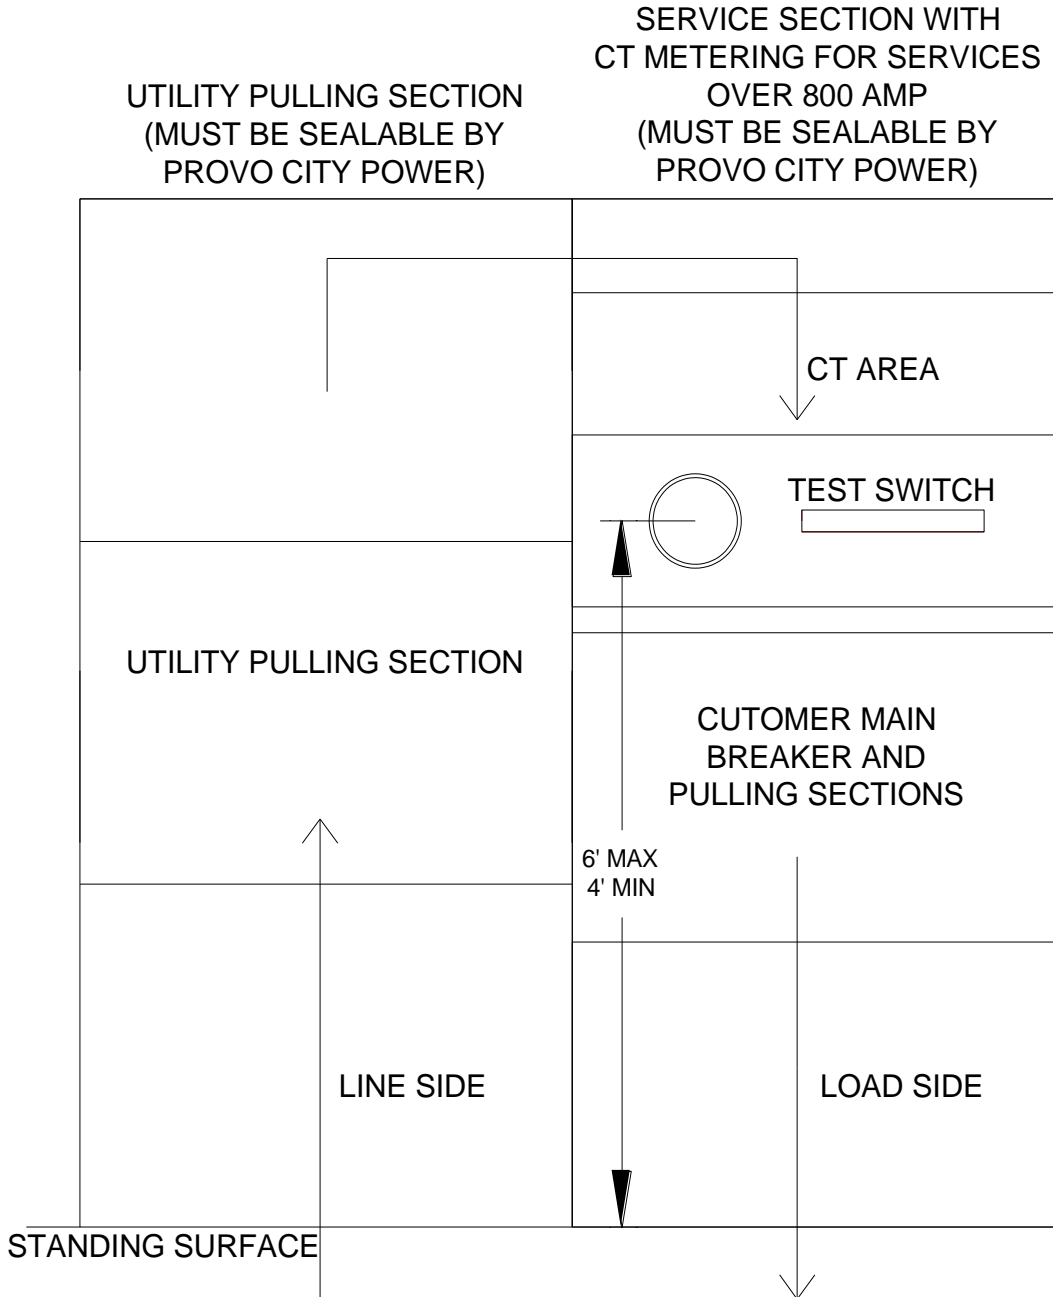 UTILITY PULLING SECTION
(MUST BE SEALABLE BY
PROVO CITY POWER)
SERVICE SECTION WITH
CT METERING FOR SERVICES
OVER 800 AMP
(MUST BE SEALABLE BY
PROVO CITY POWER)
CT AREA
TEST SWITCH
UTILITY PULLING SECTION
CUTOMER MAIN
BREAKER AND
PULLING SECTIONS
6' MAX
4' MIN
LINE SIDE
LOAD SIDE
STANDING SURFACE